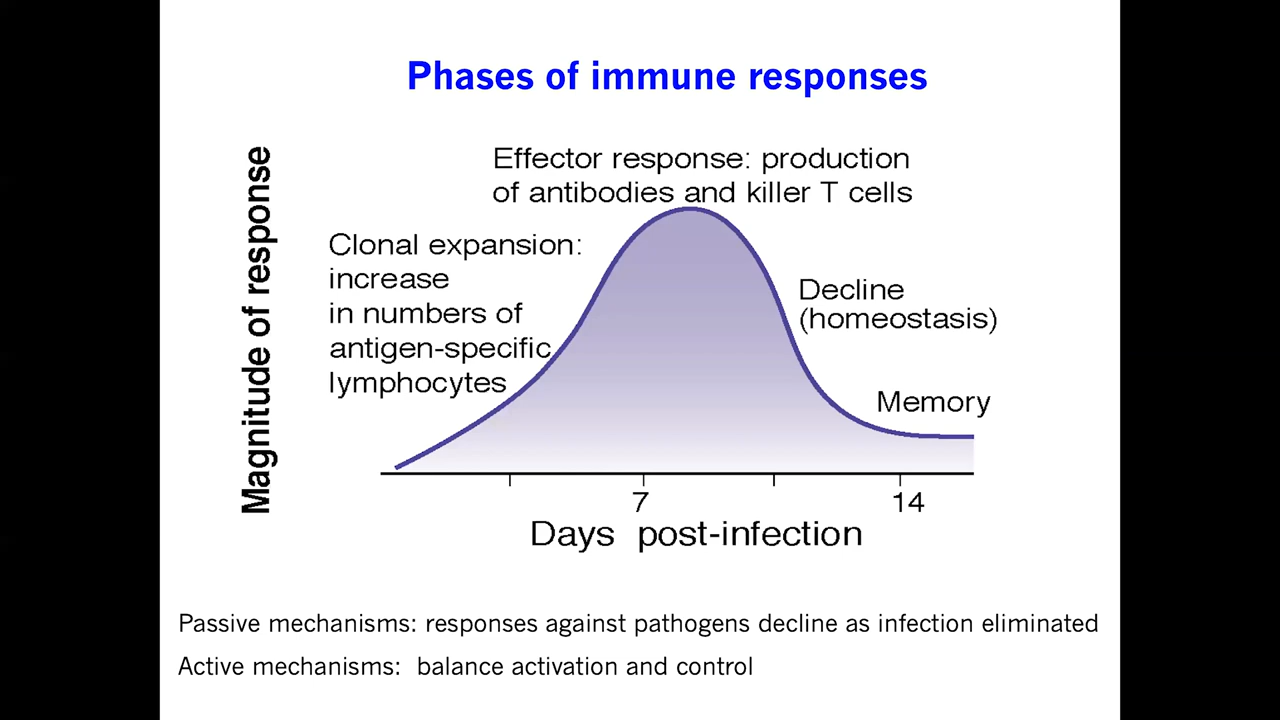 Phases of immune responses
Magnitude of response
Effector response: production
of antibodies and killer T cells
Clonal expansion:
increase
in numbers of
antigen-specific
lymphocytes
Decline
(homeostasis)
Memory
7
14
Days post-infection
Passive mechanisms: responses against pathogens decline as infection eliminated
Active mechanisms: balance activation and control